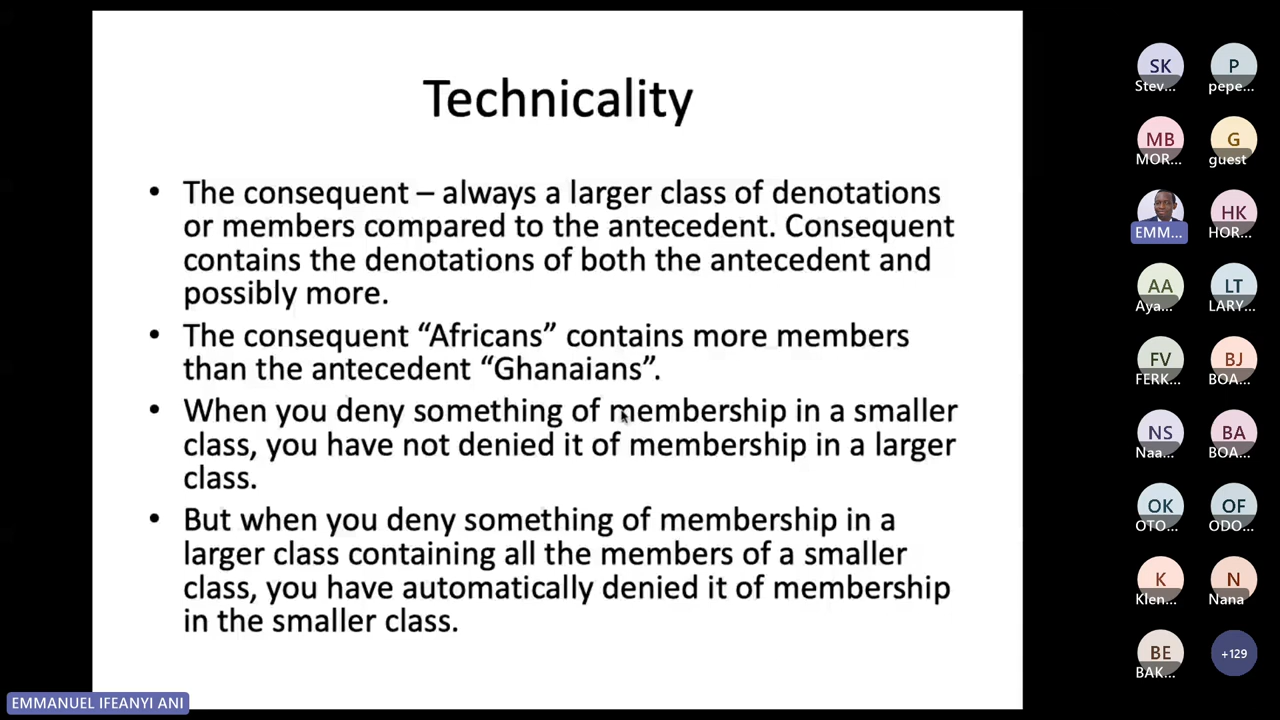 Technicality
• The consequent – always a larger class of denotations
or members compared to the antecedent. Consequent
contains the denotations of both the antecedent and
possibly more.
• The consequent “Africans” contains more members
than the antecedent “Ghanaians”.
• When you deny something of membership in a smaller
class, you have not denied it of membership in a larger
class.
• But when you deny something of membership in a
larger class containing all the members of a smaller
class, you have automatically denied it of membership
in the smaller class.
SK
Stev...
P
pepe...
MB
MOR...
G
guest
EMM...
HK
HOR...
AA
Aya...
LT
LARY...
FV
FERK...
BJ
BOA...
NS
Naa...
BA
BOA...
OK
OTO...
OF
ODO...
K
Klen...
N
Nana
BE
BAK...
+129
EMMANUEL IFEANYI ANI